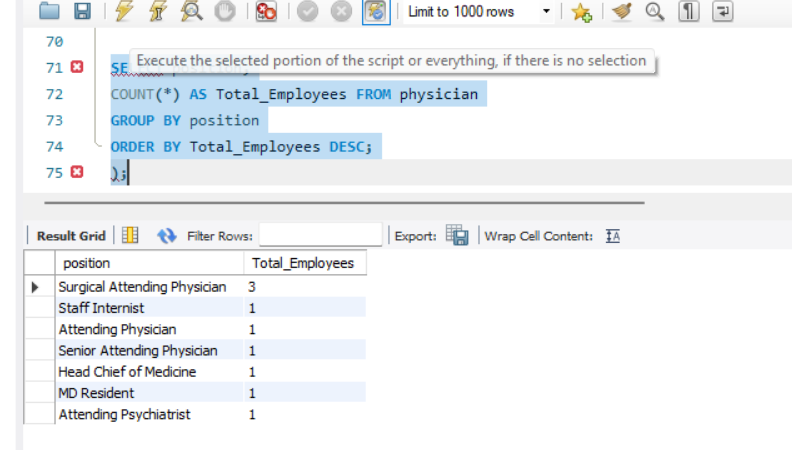 Limit to 1000 rows
70
Execute the selected portion of the script or everything, if there is no selection
71 SE
72 COUNT(*) AS Total_Employees FROM physician
73 GROUP BY position
74 ORDER BY Total_Employees DESC;
75 );
Result Grid Filter Rows: Export: Wrap Cell Content:
position Total_Employees
Surgical Attending Physician 3
Staff Internist 1
Attending Physician 1
Senior Attending Physician 1
Head Chief of Medicine 1
MD Resident 1
Attending Psychiatrist 1